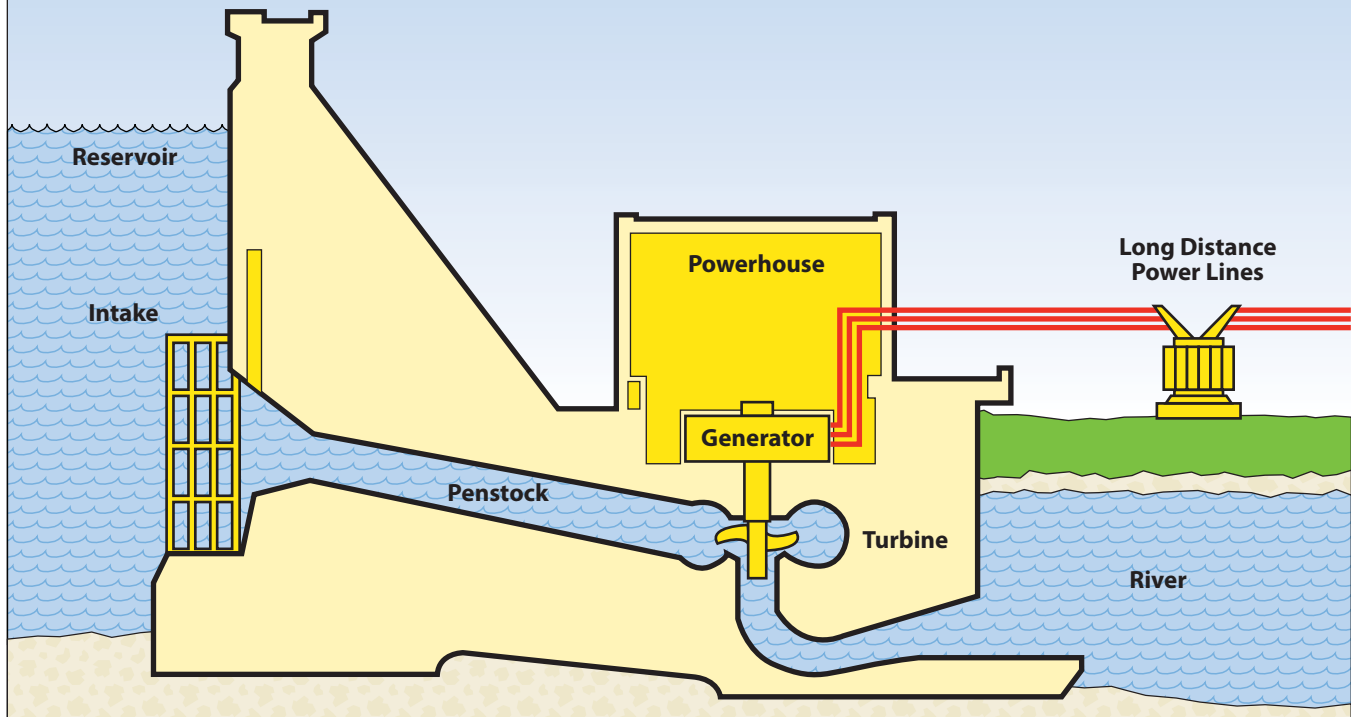 Reservoir
Intake
Powerhouse
Long Distance
Power Lines
Generator
Penstock
Turbine
River